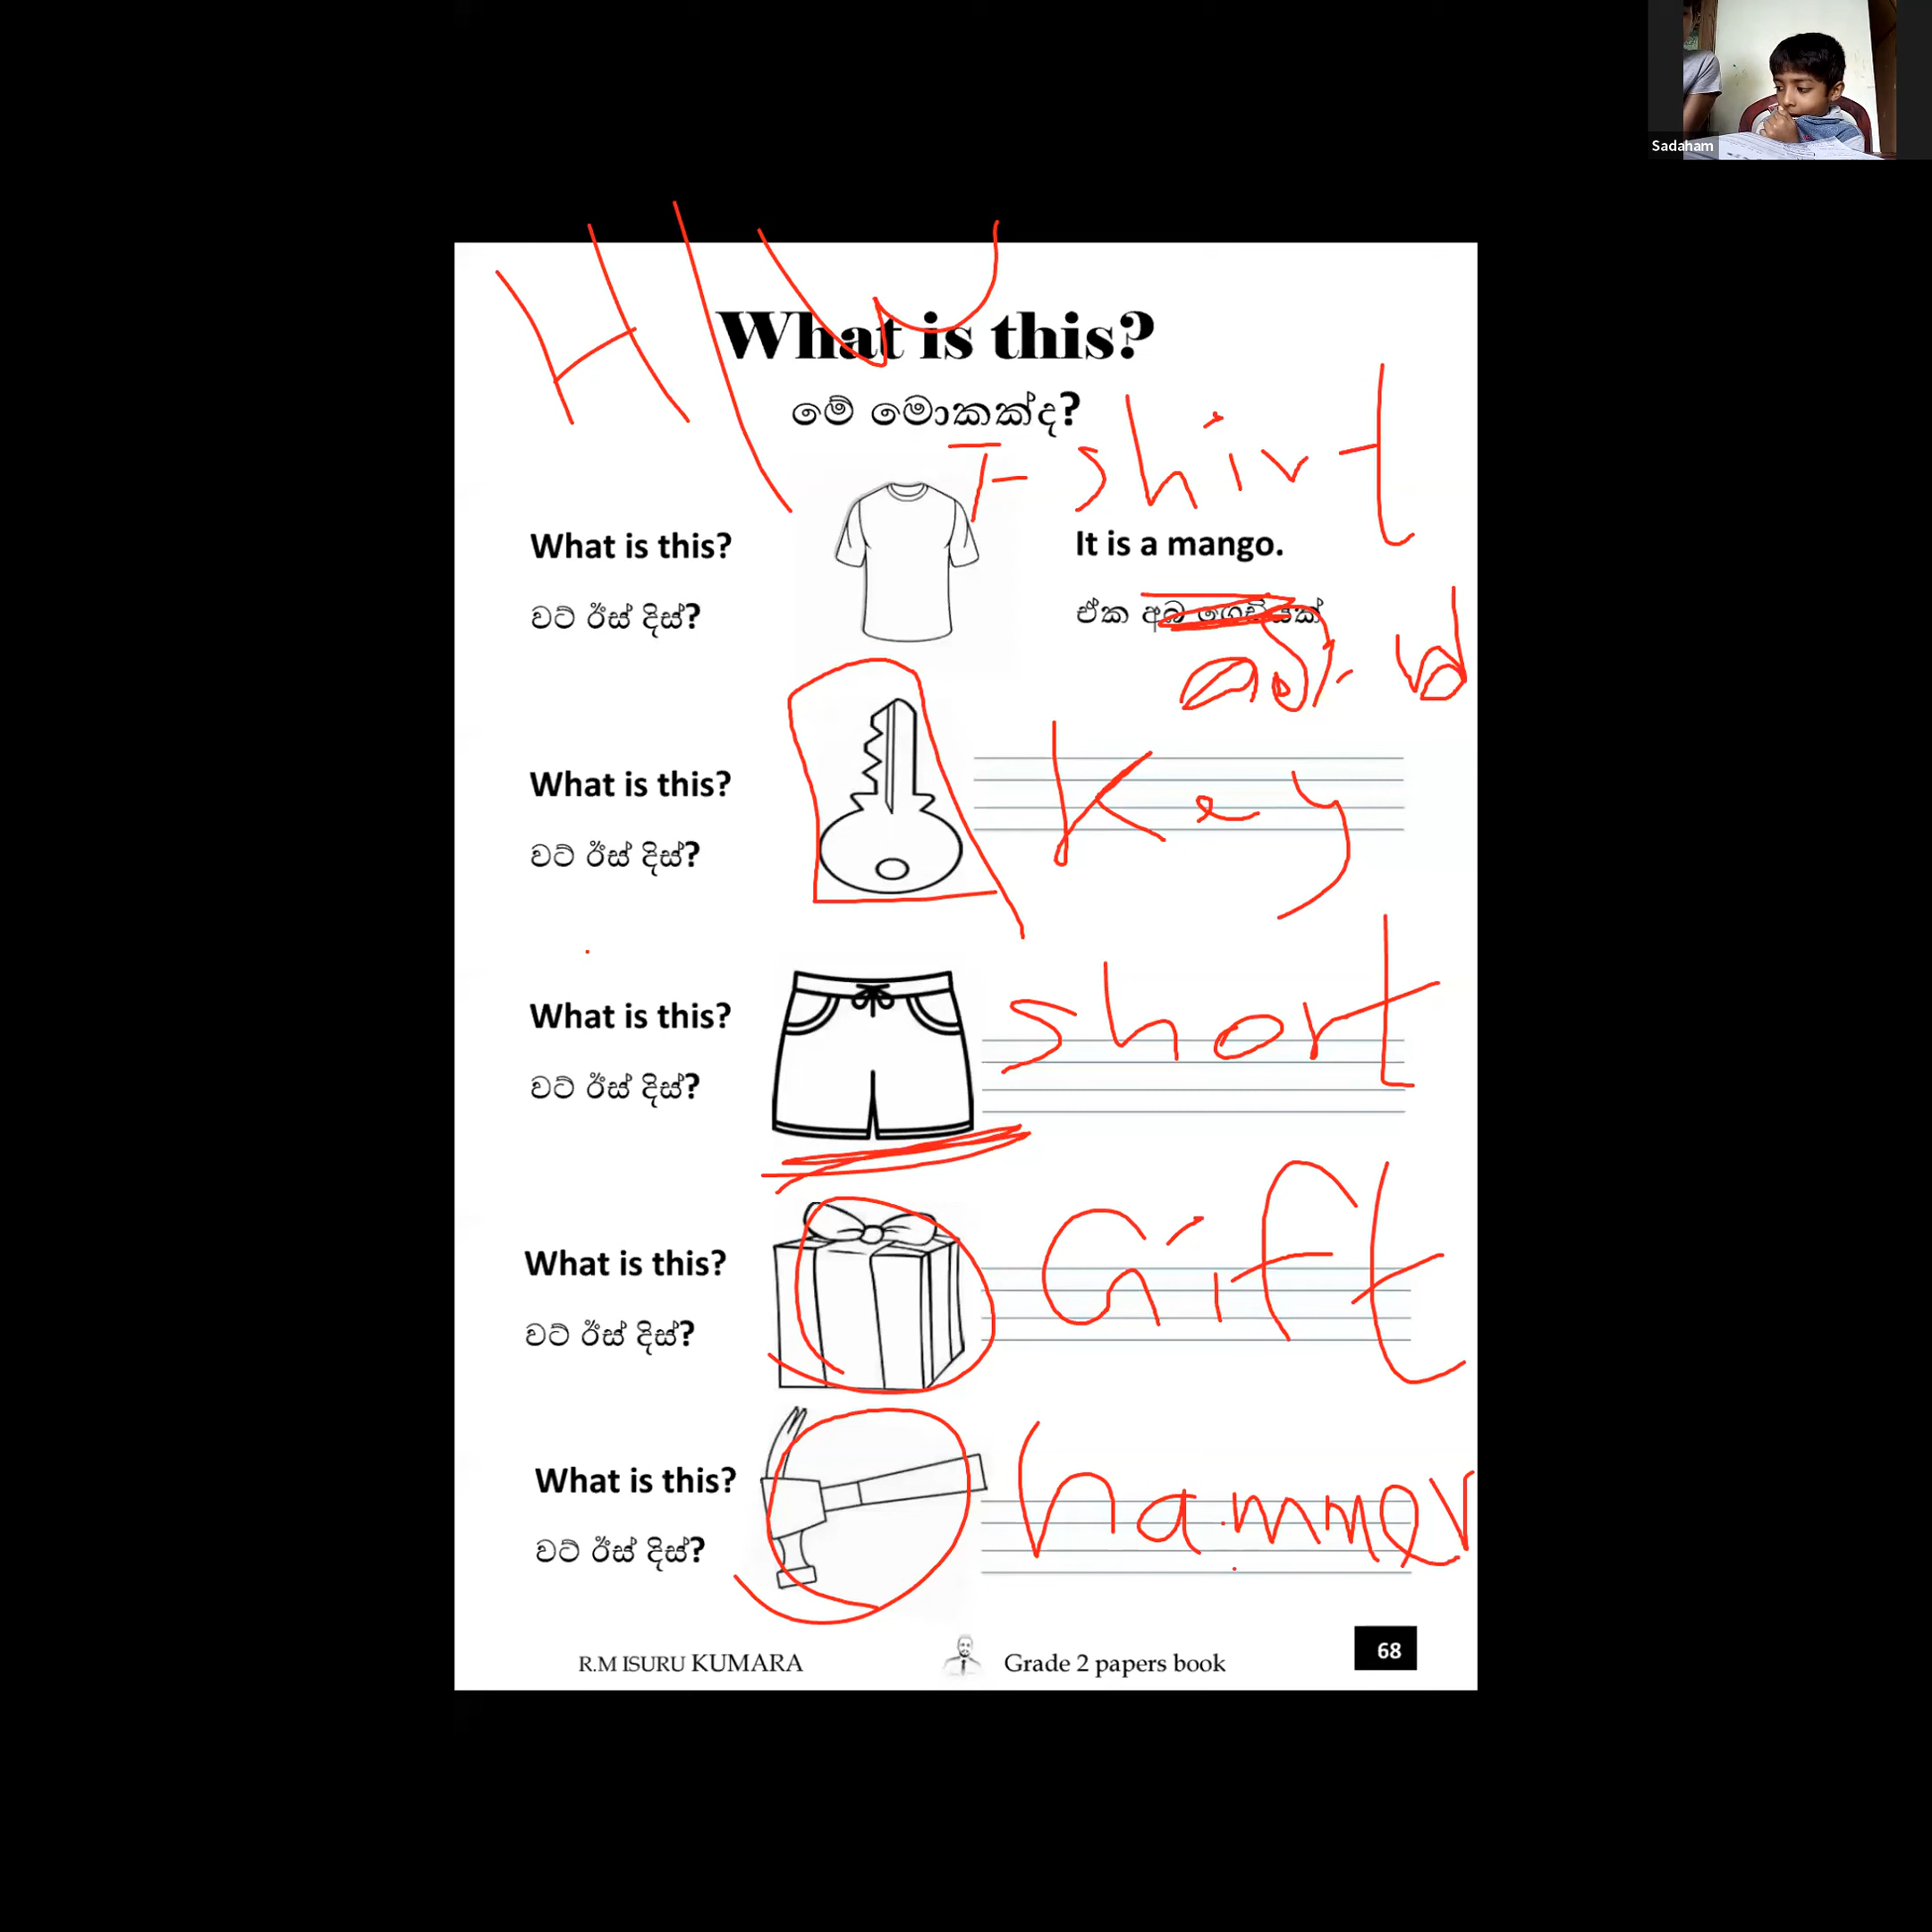 Sadaham
H/W
What is this?
මේ මොකක්ද?
T-shirt
What is this?
It is a mango.
වට් ඊස් දිස්?
ඒක අඹ ගෙඩියක්
What is this?
Key
වට් ඊස් දිස්?
What is this?
short
වට් ඊස් දිස්?
What is this?
Gift
වට් ඊස් දිස්?
What is this?
hammer
වට් ඊස් දිස්?
R.M ISURU KUMARA
Grade 2 papers book
68